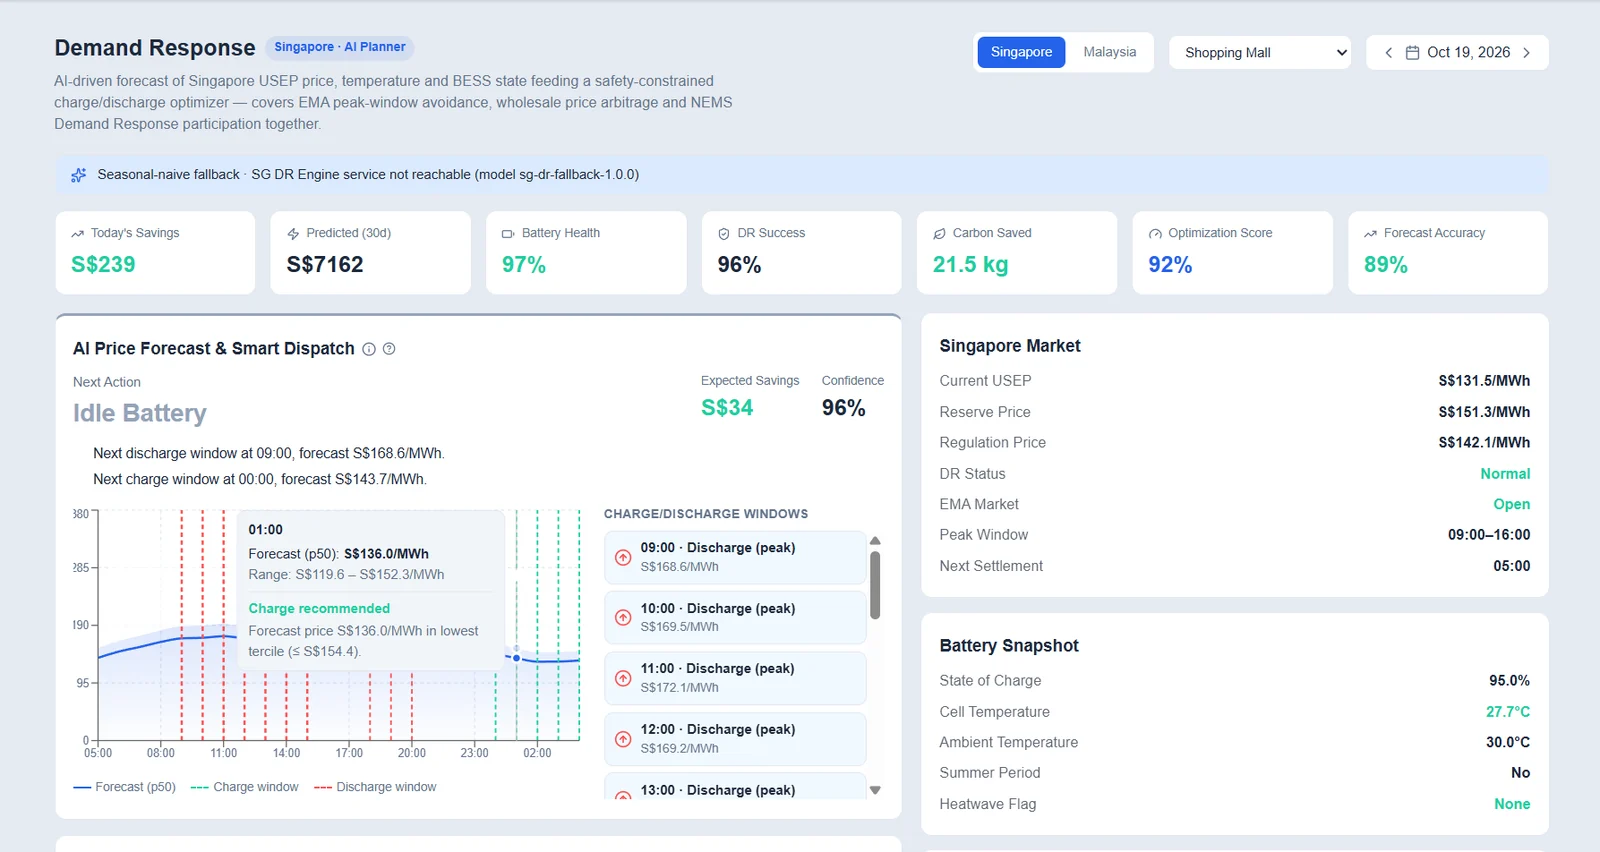 Demand Response
Singapore · AI Planner
Singapore
Malaysia
Shopping Mall
Oct 19, 2026
AI-driven forecast of Singapore USEP price, temperature and BESS state feeding a safety-constrained
charge/discharge optimizer — covers EMA peak-window avoidance, wholesale price arbitrage and NEMS
Demand Response participation together.
Seasonal-naive fallback · SG DR Engine service not reachable (model sg-dr-fallback-1.0.0)
Today's Savings
S$239
Predicted (30d)
S$7162
Battery Health
97%
DR Success
96%
Carbon Saved
21.5 kg
Optimization Score
92%
Forecast Accuracy
89%
AI Price Forecast & Smart Dispatch
Next Action
Idle Battery
Expected Savings
S$34
Confidence
96%
Next discharge window at 09:00, forecast S$168.6/MWh.
Next charge window at 00:00, forecast S$143.7/MWh.
380
285
190
95
0
05:00
08:00
11:00
14:00
17:00
20:00
23:00
02:00
01:00
Forecast (p50): S$136.0/MWh
Range: S$119.6 – S$152.3/MWh
Charge recommended
Forecast price S$136.0/MWh in lowest
tercile (≤ S$154.4).
Forecast (p50)
Charge window
Discharge window
CHARGE/DISCHARGE WINDOWS
09:00 · Discharge (peak)
S$168.6/MWh
10:00 · Discharge (peak)
S$169.5/MWh
11:00 · Discharge (peak)
S$172.1/MWh
12:00 · Discharge (peak)
S$169.2/MWh
13:00 · Discharge (peak)
Singapore Market
Current USEP S$131.5/MWh
Reserve Price S$151.3/MWh
Regulation Price S$142.1/MWh
DR Status Normal
EMA Market Open
Peak Window 09:00–16:00
Next Settlement 05:00
Battery Snapshot
State of Charge 95.0%
Cell Temperature 27.7°C
Ambient Temperature 30.0°C
Summer Period No
Heatwave Flag None